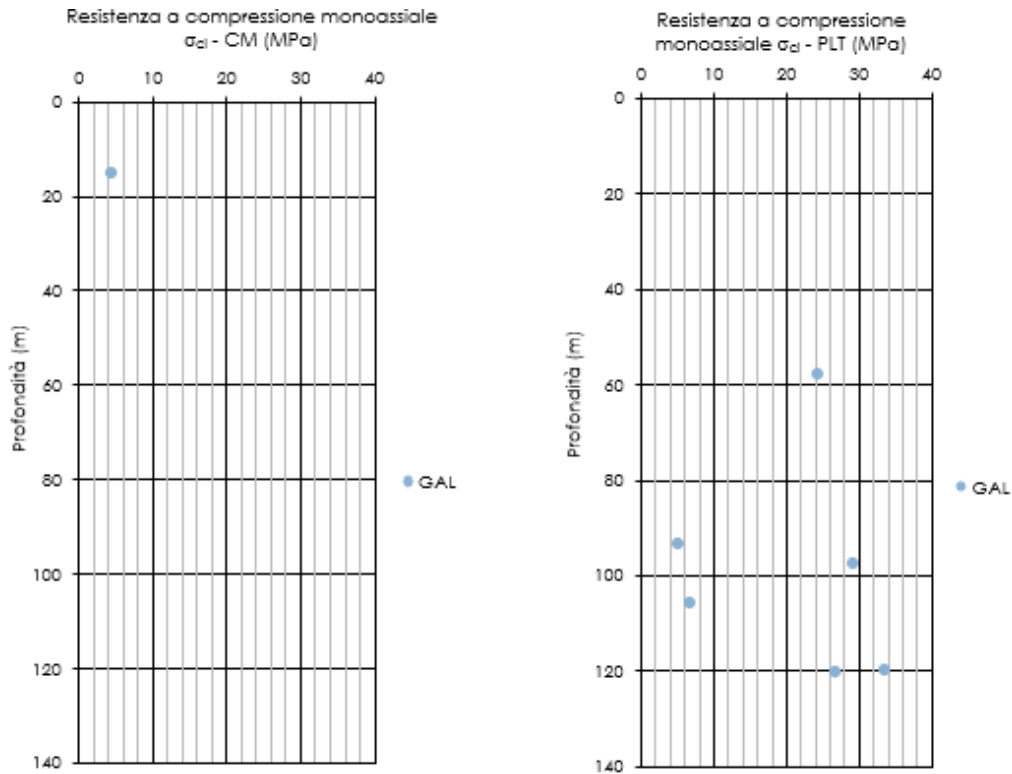 Resistenza a compressione monoassiale
σci - CM (MPa)
0 10 20 30 40
0
20
40
60
80
100
120
140
Profondità (m)
GAL
Resistenza a compressione
monoassiale σci - PLT (MPa)
0 10 20 30 40
0
20
40
60
80
100
120
140
Profondità (m)
GAL